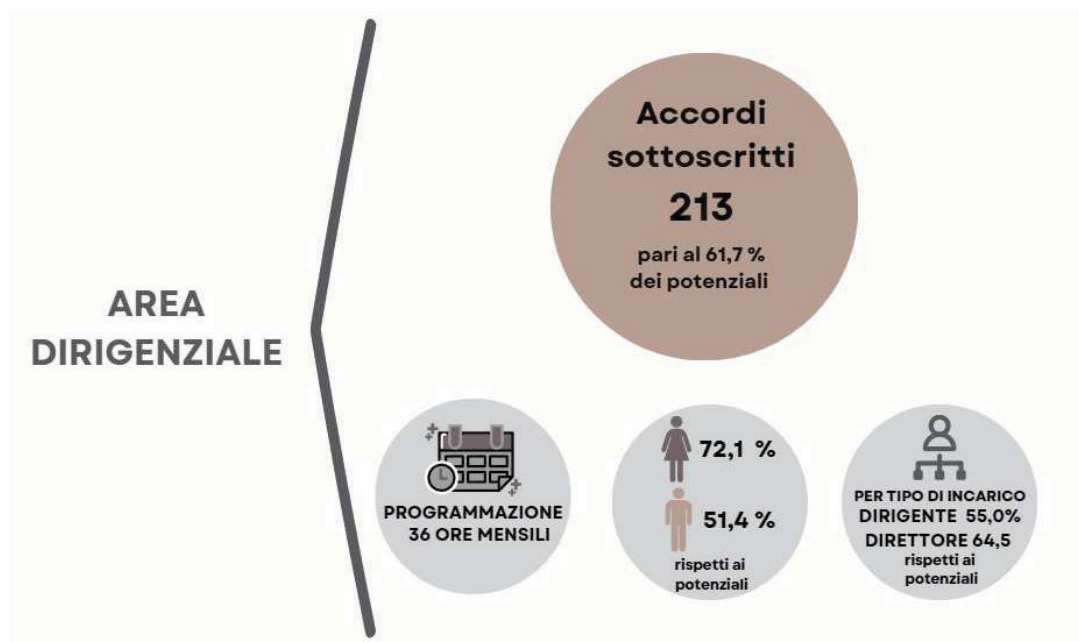 AREA
DIRIGENZIALE
Accordi
sottoscritti
213
pari al 61,7 %
dei potenziali
PROGRAMMAZIONE
36 ORE MENSILI
72,1 %
51,4 %
rispetti ai
potenziali
PER TIPO DI INCARICO
DIRIGENTE 55,0%
DIRETTORE 64,5
rispetti ai
potenziali